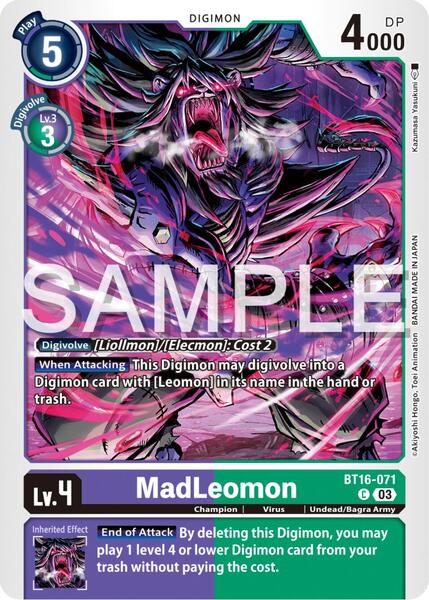 Play
5
DIGIMON
DP
4000
Digivolve
Lv.3
3
Kazumasa Yasukuni
©Akiyoshi Hongo, Toei Animation BANDAI MADE IN JAPAN
SAMPLE
Digivolve [Liollmon]/[Elecmon]: Cost 2
When Attacking This Digimon may digivolve into a
Digimon card with [Leomon] in its name in the hand or
trash.
Lv.4
MadLeomon
BT16-071
C 03
Champion Virus Undead/Bagra Army
Inherited Effect
End of Attack By deleting this Digimon, you may
play 1 level 4 or lower Digimon card from your
trash without paying the cost.